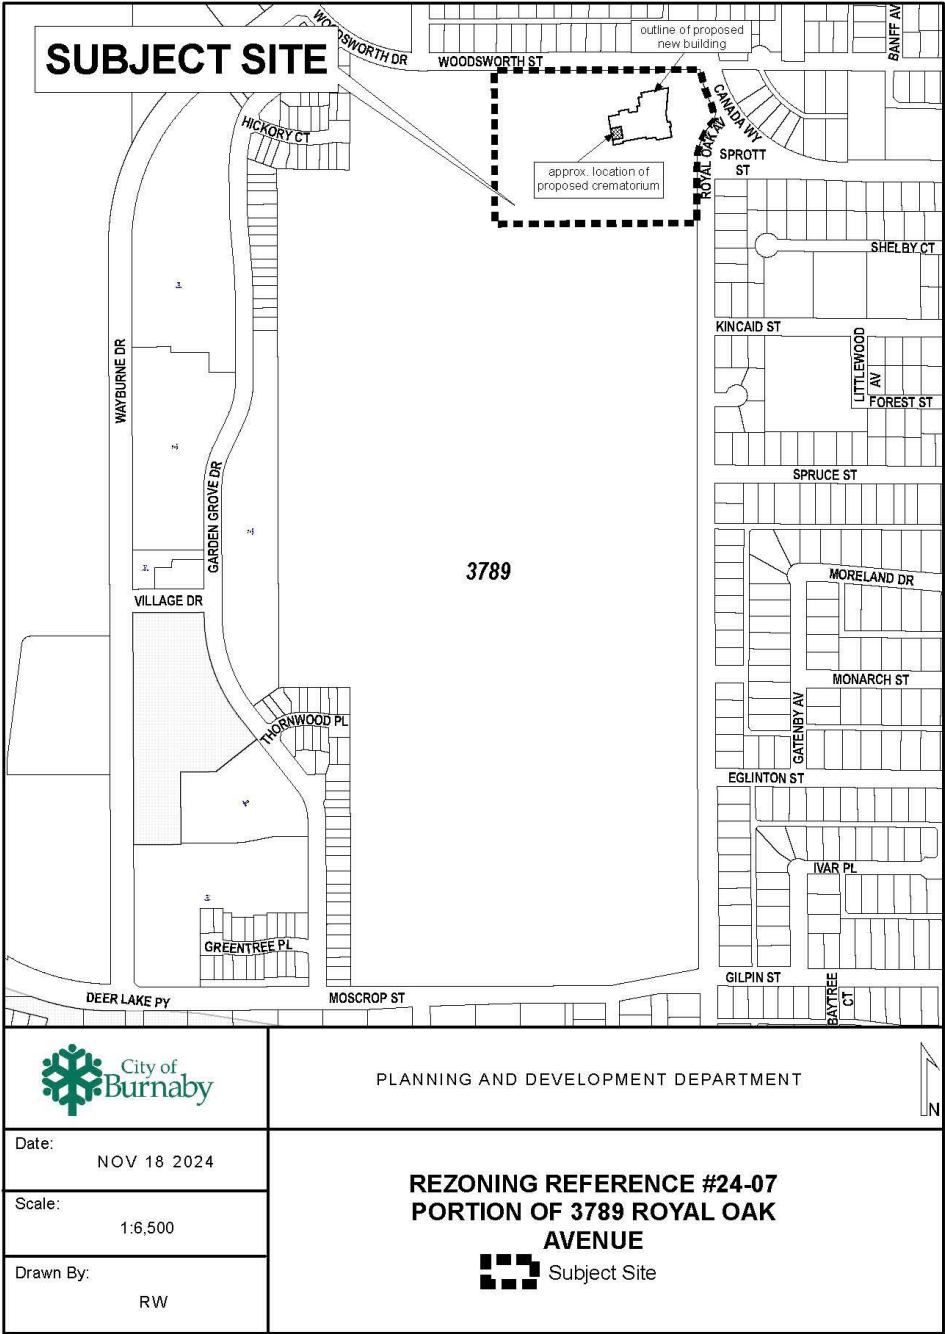 SUBJECT SITE
WOODSWORTH DR
WOODSWORTH ST
outline of proposed
new building
BANFF AV
HICKORY CT
CANADA WY
ROYAL OAK AV
SPROTT
ST
approx. location of
proposed crematorium
SHELBY CT
KINCAID ST
LITTLEWOOD
AV
FOREST ST
WAYBURNE DR
GARDEN GROVE DR
SPRUCE ST
3789
MORELAND DR
VILLAGE DR
MONARCH ST
THORNWOOD PL
GATENBY AV
EGLINTON ST
IVAR PL
GREENTREE PL
GILPIN ST
BAYTREE
CT
DEER LAKE PY
MOSCROP ST
City of
Burnaby
PLANNING AND DEVELOPMENT DEPARTMENT
N
Date:
NOV 18 2024
Scale:
1:6,500
Drawn By:
RW
REZONING REFERENCE #24-07
PORTION OF 3789 ROYAL OAK
AVENUE
Subject Site